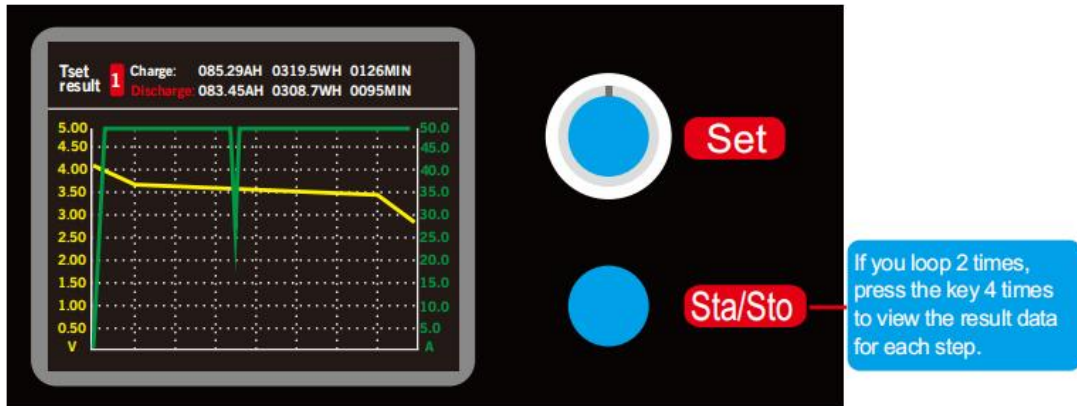 Tset result 1 Charge: 085.29AH 0319.5WH 0126MIN
Discharge: 083.45AH 0308.7WH 0095MIN
5.00 50.0
4.50 45.0
4.00 40.0
3.50 35.0
3.00 30.0
2.50 25.0
2.00 20.0
1.50 15.0
1.00 10.0
0.50 5.0
V A
Set
Sta/Sto
If you loop 2 times,
press the key 4 times
to view the result data
for each step.